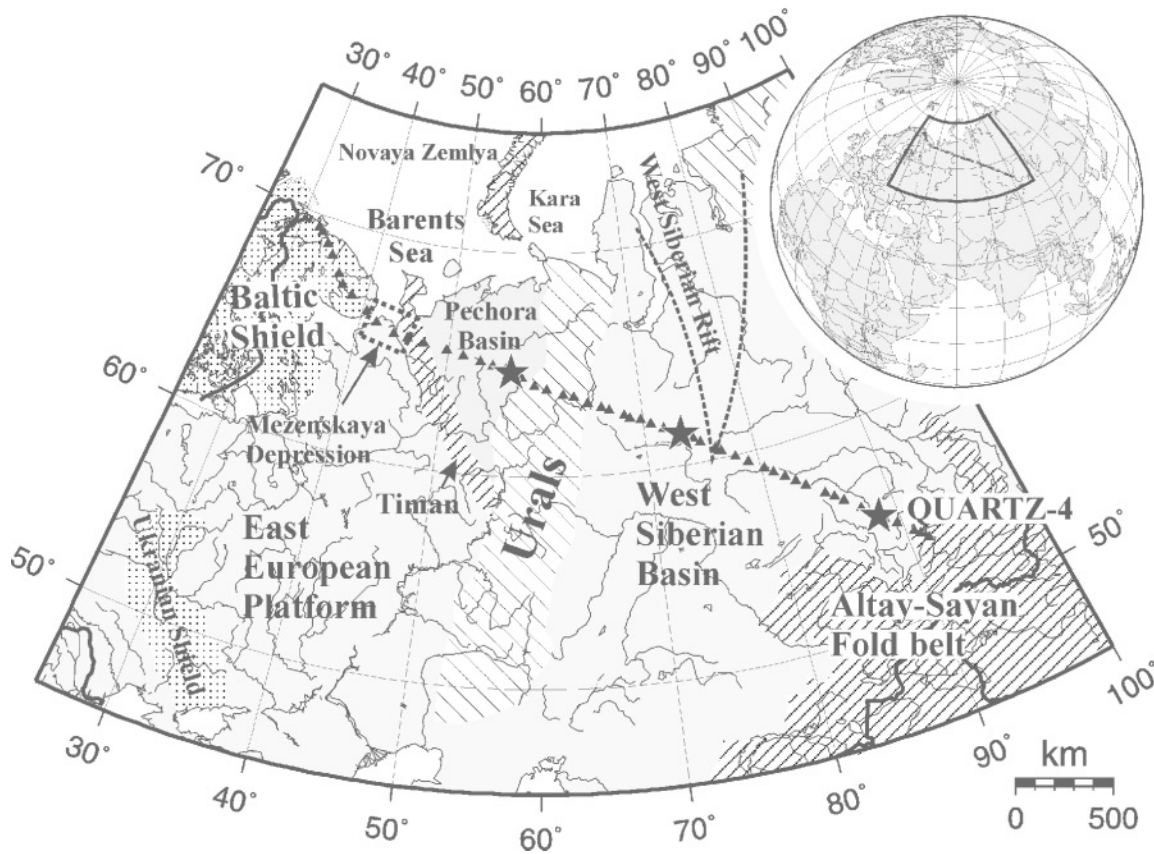 30° 40° 50° 60° 70° 80° 90° 100°
Novaya Zemlya
Kara
Sea
Barents
Sea
West Siberian Rift
70°
Baltic
Shield
Pechora
Basin
60°
Mezenskaya
Depression
Timan
Urals
West
Siberian
Basin
QUARTZ-4
50°
East
European
Platform
Ukranian Shield
50°
Altay-Sayan
Fold belt
30° 40° 50° 60° 70° 80° 90° 100°
km
0 500